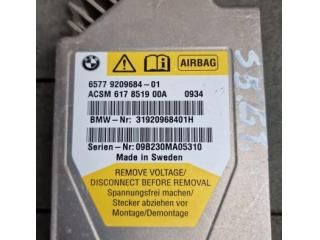 BMW
AIRBAG
6577 9209684-01
ACSM 617 8519 00A 0934
BMW-Nr: 31920968401H
Serien-Nr: 09B230MA05310
Made in Sweden
REMOVE VOLTAGE/
DISCONNECT BEFORE REMOVAL
Spannungsfrei machen/
Stecker abziehen vor
Montage/Demontage